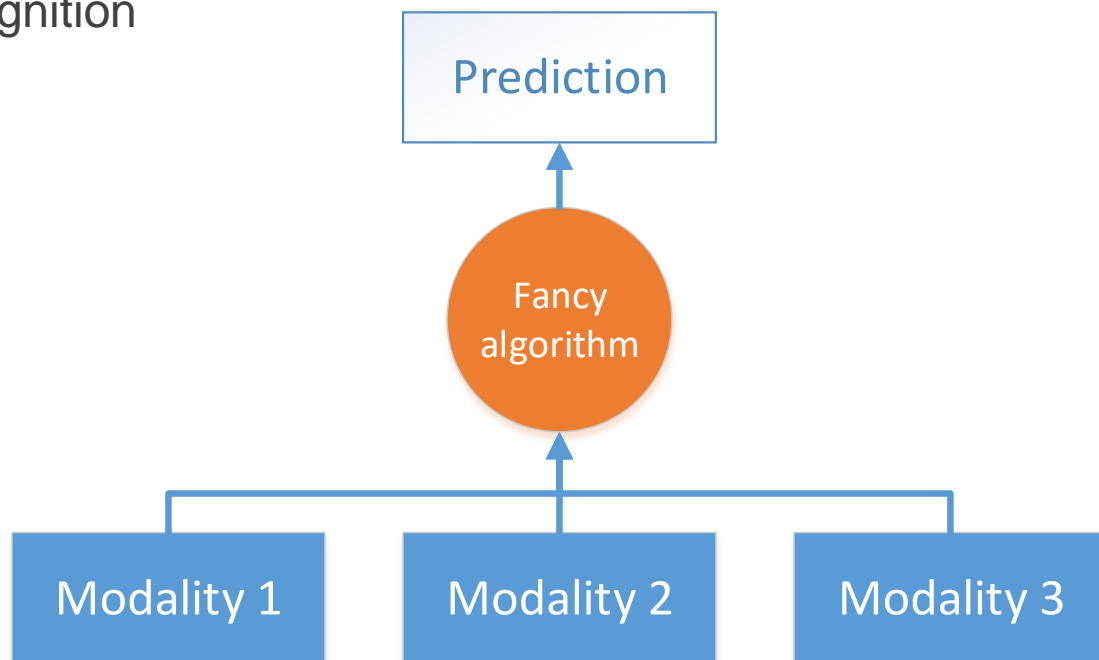 gnition
Prediction
Fancy
algorithm
Modality 1
Modality 2
Modality 3